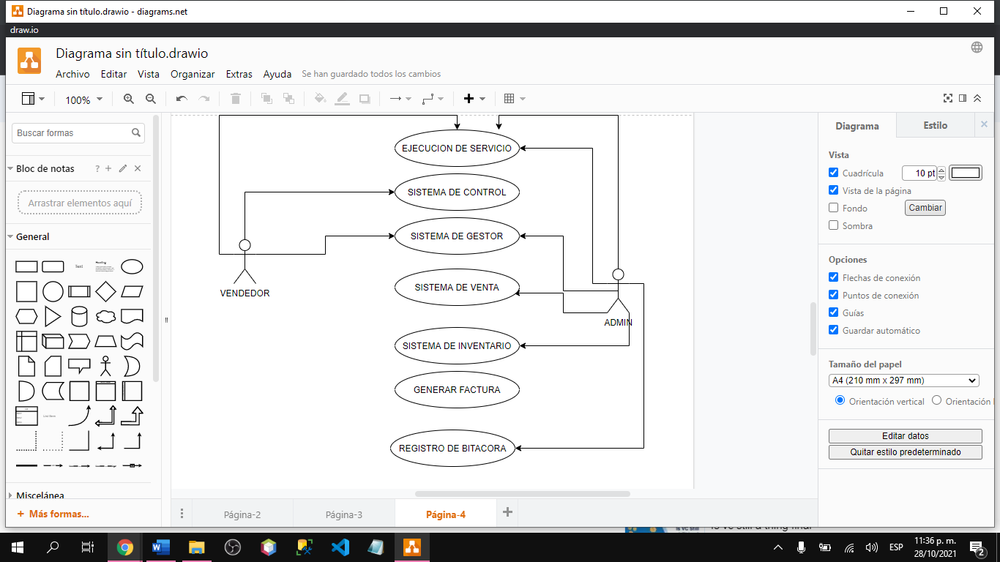 Diagrama sin título.drawio - diagrams.net
draw.io
Diagrama sin título.drawio
Archivo Editar Vista Organizar Extras Ayuda Se han guardado todos los cambios
100%
Buscar formas
Bloc de notas ?
Arrastrar elementos aquí
General
Text
Heading
List Item
Miscelánea
+ Más formas...
EJECUCION DE SERVICIO
SISTEMA DE CONTROL
SISTEMA DE GESTOR
VENDEDOR
SISTEMA DE VENTA
ADMIN
SISTEMA DE INVENTARIO
GENERAR FACTURA
REGISTRO DE BITACORA
Página-2 Página-3 Página-4
Diagrama Estilo
Vista
Cuadrícula 10 pt
Vista de la página
Fondo Cambiar
Sombra
Opciones
Flechas de conexión
Puntos de conexión
Guías
Guardar automático
Tamaño del papel
A4 (210 mm x 297 mm)
Orientación vertical Orientación
Editar datos
Quitar estilo predeterminado
ESP
11:36 p. m.
28/10/2021
2